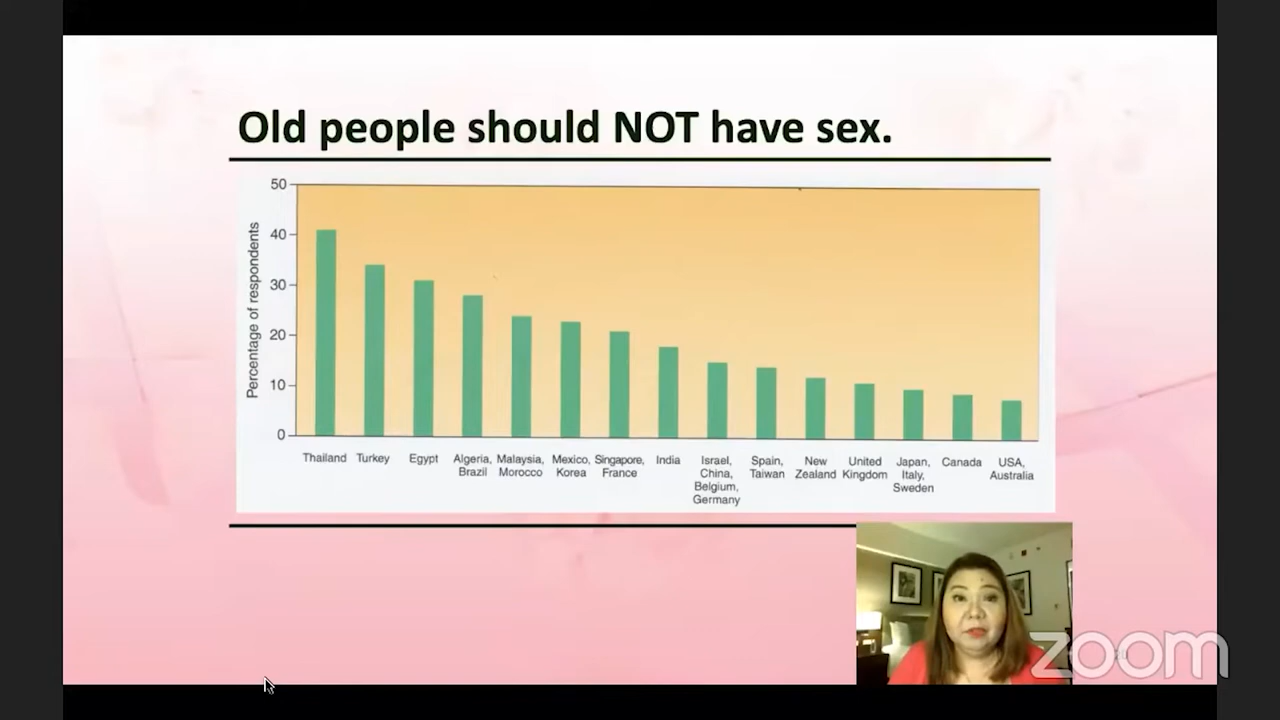 Old people should NOT have sex.
Percentage of respondents
50
40
30
20
10
0
Thailand
Turkey
Egypt
Algeria,
Brazil
Malaysia,
Morocco
Mexico,
Korea
Singapore,
France
India
Israel,
China,
Belgium,
Germany
Spain,
Taiwan
New
Zealand
United
Kingdom
Japan,
Italy,
Sweden
Canada
USA,
Australia
zoom